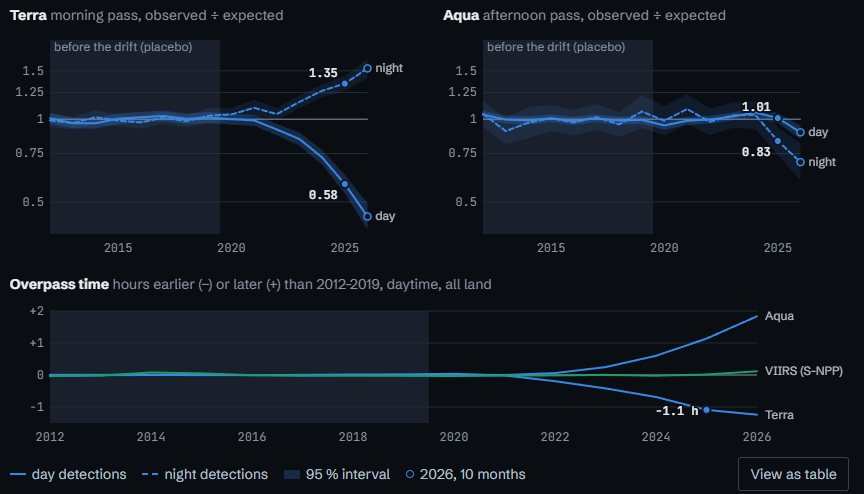 Terra morning pass, observed ÷ expected
before the drift (placebo)
1.5
1.25
1
0.75
0.5
1.35
night
0.58
day
2015
2020
2025
Aqua afternoon pass, observed ÷ expected
before the drift (placebo)
1.5
1.25
1
0.75
0.5
1.01
day
0.83
night
2015
2020
2025
Overpass time hours earlier (−) or later (+) than 2012-2019, daytime, all land
+2
+1
0
-1
Aqua
VIIRS (S-NPP)
-1.1 h
Terra
2012
2014
2016
2018
2020
2022
2024
2026
day detections
night detections
95 % interval
2026, 10 months
View as table